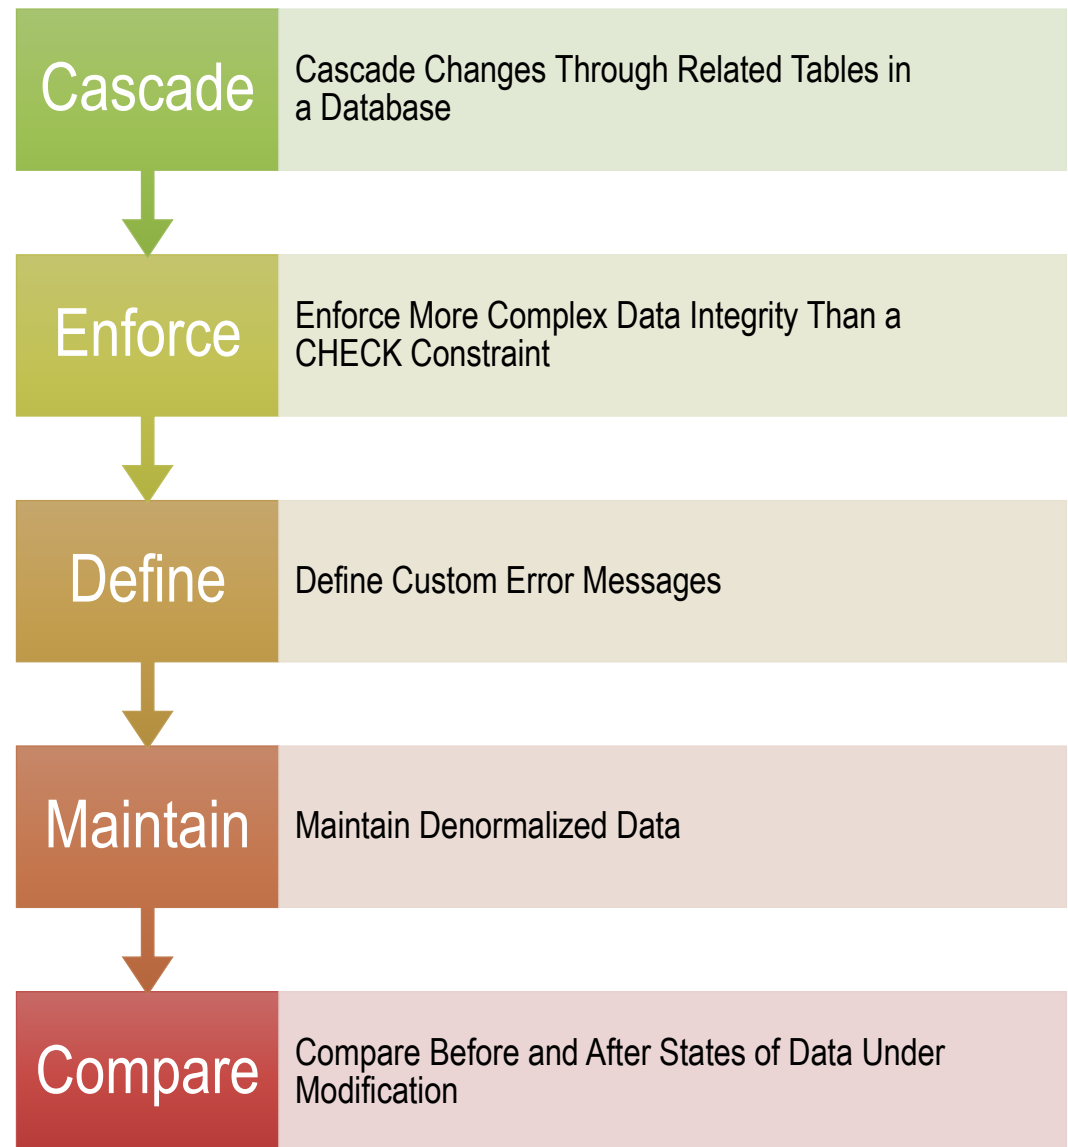 Cascade
Cascade Changes Through Related Tables in
a Database
Enforce
Enforce More Complex Data Integrity Than a
CHECK Constraint
Define
Define Custom Error Messages
Maintain
Maintain Denormalized Data
Compare
Compare Before and After States of Data Under
Modification